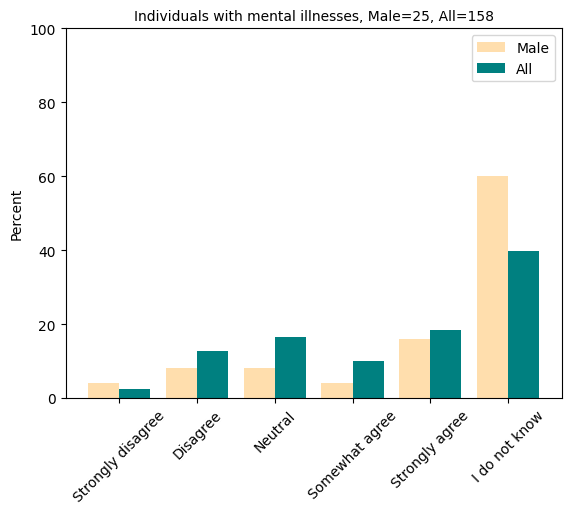 Individuals with mental illnesses, Male=25, All=158
Male
All
Percent
100
80
60
40
20
0
Strongly disagree
Disagree
Neutral
Somewhat agree
Strongly agree
I do not know